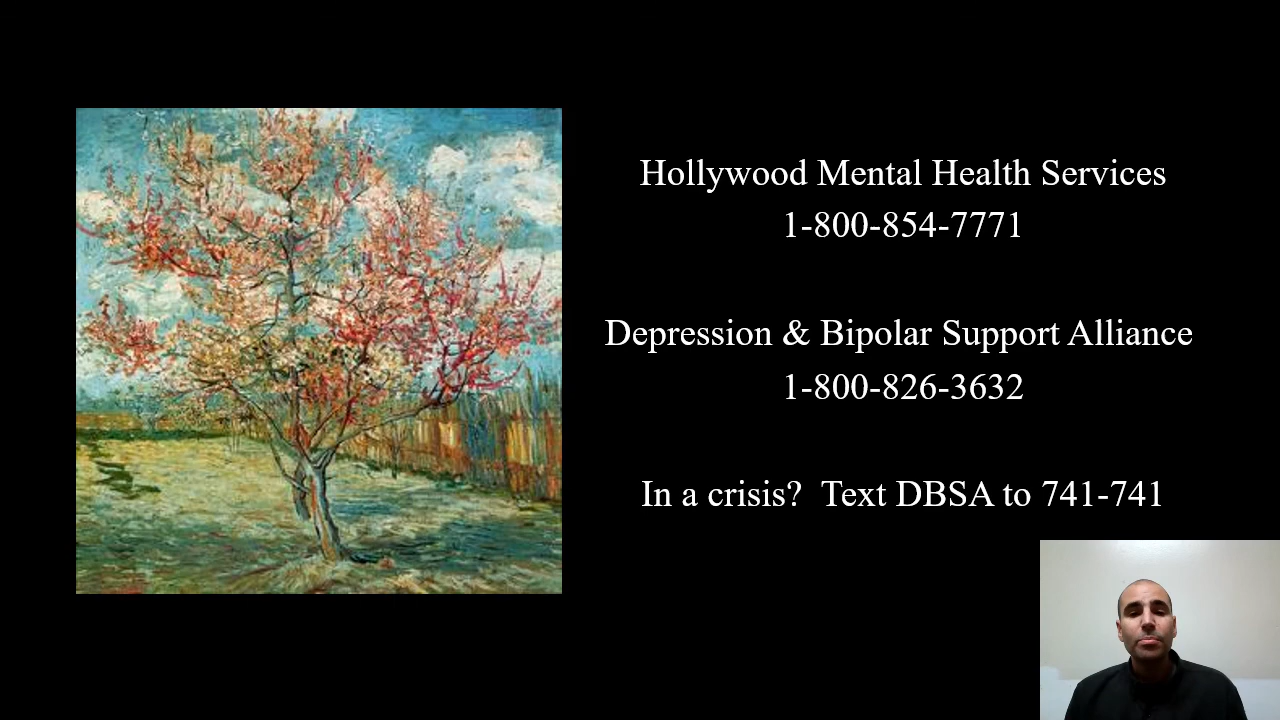 Hollywood Mental Health Services
1-800-854-7771
Depression & Bipolar Support Alliance
1-800-826-3632
In a crisis?  Text DBSA to 741-741